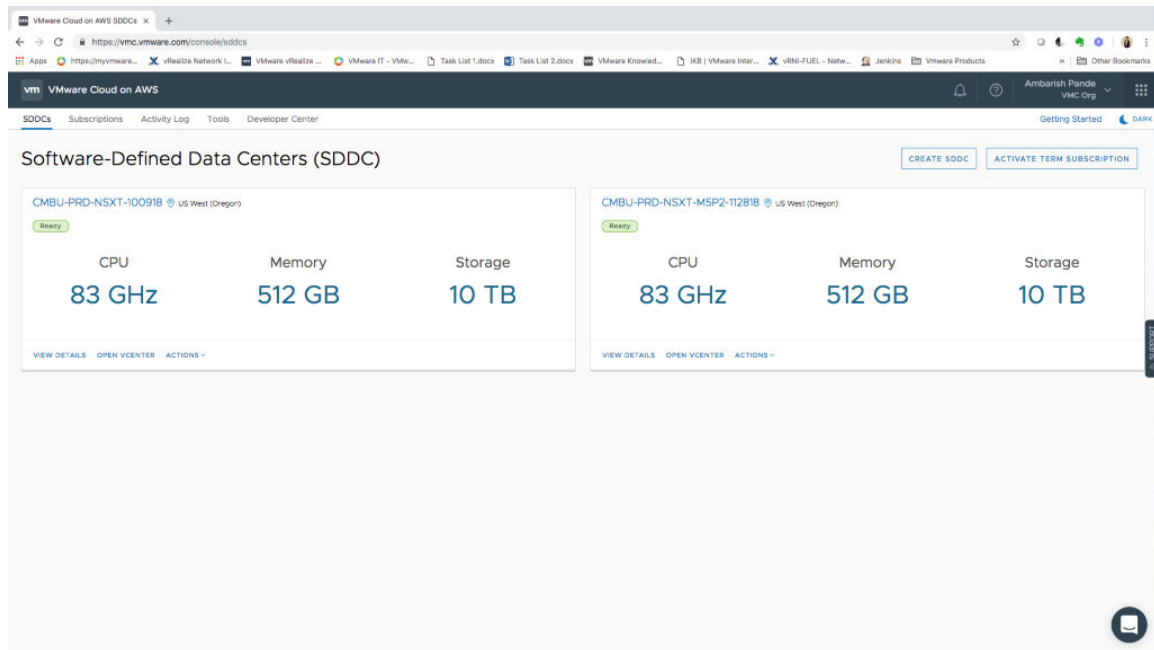 vm VMware Cloud on AWS SDDCs × +
https://vmc.vmware.com/console/sddcs
Apps https://myvmware... vRealize Network I... VMware vRealize ... VMware IT - VMw... Task List 1.docx Task List 2.docx VMware Knowled... IKB | VMware Inter... vRNI-FUEL - Netw... Jenkins Vmware Products » Other Bookmarks
vm VMware Cloud on AWS
Ambarish Pande
VMC Org
SDDCs Subscriptions Activity Log Tools Developer Center Getting Started DARK
Software-Defined Data Centers (SDDC) CREATE SDDC ACTIVATE TERM SUBSCRIPTION
CMBU-PRD-NSXT-100918 US West (Oregon)
Ready
CPU Memory Storage
83 GHz 512 GB 10 TB
VIEW DETAILS OPEN VCENTER ACTIONS
CMBU-PRD-NSXT-M5P2-112818 US West (Oregon)
Ready
CPU Memory Storage
83 GHz 512 GB 10 TB
VIEW DETAILS OPEN VCENTER ACTIONS
SUPPORT